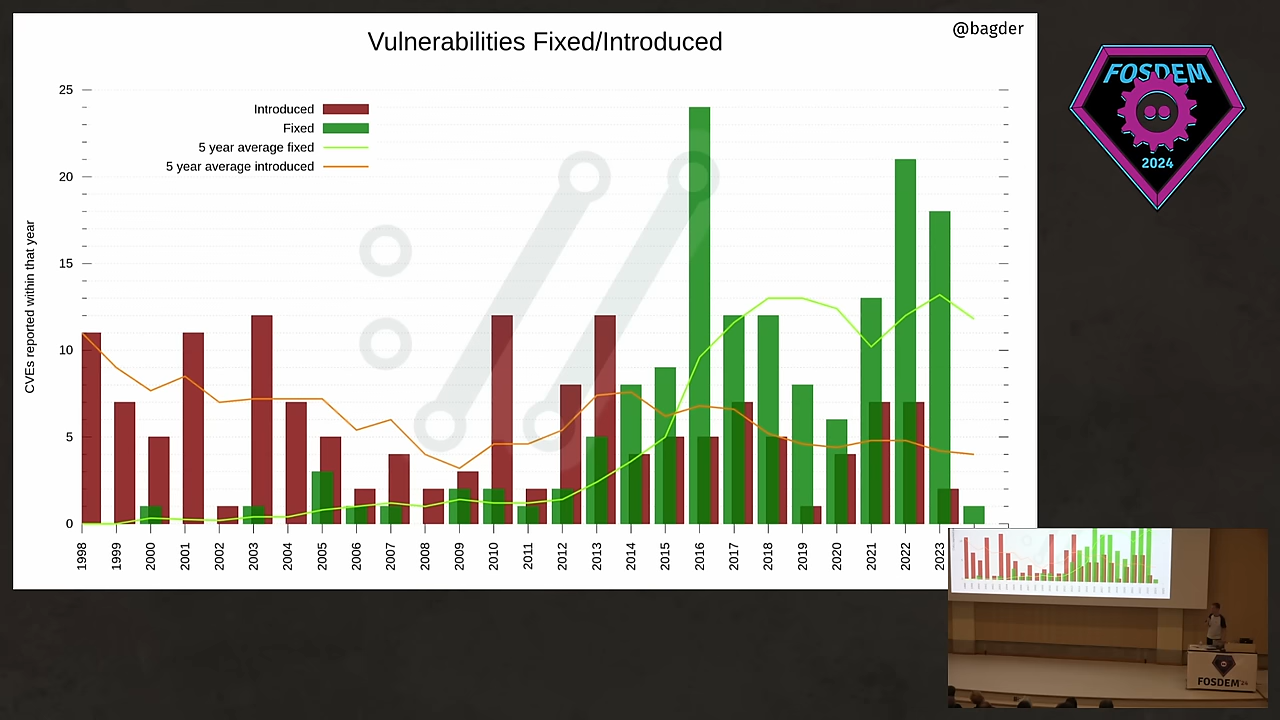 @bagder
Vulnerabilities Fixed/Introduced
FOSDEM
2024
25
20
15
10
5
0
CVEs reported within that year
Introduced
Fixed
5 year average fixed
5 year average introduced
1998 1999 2000 2001 2002 2003 2004 2005 2006 2007 2008 2009 2010 2011 2012 2013 2014 2015 2016 2017 2018 2019 2020 2021 2022 2023
FOSDEM'24